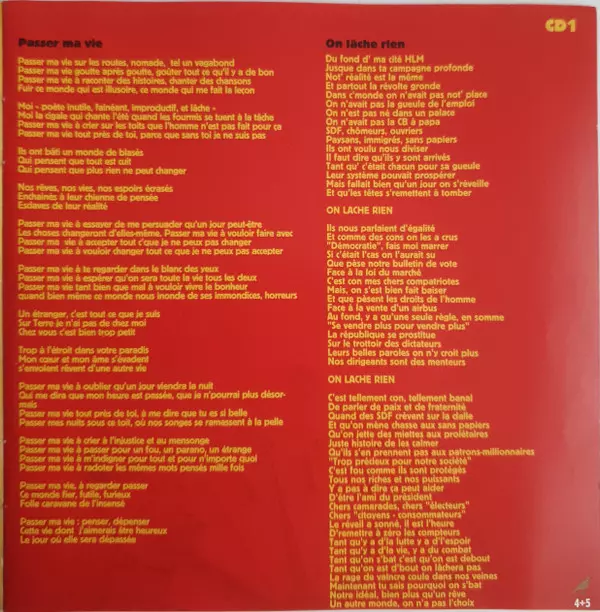 CD1
Passer ma vie
Passer ma vie sur les routes, nomade, tel un vagabond
Passer ma vie goutte après goutte, goûter tout ce qu'il y a de bon
Passer ma vie à raconter des histoires, chanter des chansons
Fuir ce monde qui est illusoire, ce monde qui me fait la leçon
Moi - poète inutile, fainéant, improductif, et lâche -
Moi la cigale qui chante l'été quand les fourmis se tuent à la tâche
Passer ma vie à crier sur les toits que l'homme n'est pas fait pour ça
Passer ma vie tout près de toi, parce que sans toi je ne suis pas
Ils ont bâti un monde de blasés
Qui pensent que tout est cuit
Qui pensent que plus rien ne peut changer
Nos rêves, nos vies, nos espoirs écrasés
Enchaînés à leur chienne de pensée
Esclaves de leur réalité
Passer ma vie à essayer de me persuader qu'un jour peut-être
Les choses changeront d'elles-même. Passer ma vie à vouloir faire avec
Passer ma vie à accepter tout c'que je ne peux pas changer
Passer ma vie à vouloir changer tout ce que je ne peux pas accepter
Passer ma vie à te regarder dans le blanc des yeux
Passer ma vie à espérer qu'on sera toute la vie tous les deux
Passer ma vie tant bien que mal à vouloir vivre le bonheur
quand bien même ce monde nous inonde de ses immondices, horreurs
Un étranger, c'est tout ce que je suis
Sur Terre je n'ai pas de chez moi
Chez vous c'est bien trop petit
Trop à l'étroit dans votre paradis
Mon cœur et mon âme s'évadent
s'envolent rêvent d'une autre vie
Passer ma vie à oublier qu'un jour viendra le nuit
Qui me dira que mon heure est passée, que je n'pourrai plus désor-
mais
Passer ma vie tout près de toi, à me dire que tu es si belle
Passer mes nuits sous ce toit, où nos songes se ramassent à la pelle
Passer ma vie à crier à l'injustice et au mensonge
Passer ma vie à passer pour un fou, un parano, un étrange
Passer ma vie à m'indigner pour tout et pour n'importe quoi
Passer ma vie à radoter les mêmes mots pensés mille fois
Passer ma vie, à regarder passer
Ce monde fier, futile, furieux
Folle caravane de l'insensé
Passer ma vie : penser, dépenser
Cette vie dont j'aimerais être heureux
Le jour où elle sera dépassée
On lâche rien
Du fond d' ma cité HLM
Jusque dans ta campagne profonde
Not' réalité est la même
Et partout la révolte gronde
Dans c'monde on n'avait pas not' place
On n'avait pas la gueule de l'emploi
On n'est pas né dans un palace
On n'avait pas la CB à papa
SDF, chômeurs, ouvriers
Paysans, immigrés, sans papiers
Ils ont voulu nous diviser
Il faut dire qu'ils y sont arrivés
Tant qu' c'était chacun pour sa gueule
Leur système pouvait prospérer
Mais fallait bien qu'un jour on s'réveille
Et qu'les têtes s'remettent à tomber
ON LACHE RIEN
Ils nous parlaient d'égalité
Et comme des cons on les a crus
"Démocratie", fais moi marrer
Si c'était l'cas on l'aurait su
Que pèse notre bulletin de vote
Face à la loi du marché
C'est con mes chers compatriotes
Mais, on s'est bien fait baiser
Et que pèsent les droits de l'homme
Face à la vente d'un airbus
Au fond, y a qu'une seule règle, en somme
"Se vendre plus pour vendre plus"
La république se prostitue
Sur le trottoir des dictateurs
Leurs belles paroles on n'y croit plus
Nos dirigeants sont des menteurs
ON LACHE RIEN
C'est tellement con, tellement banal
De parler de paix et de fraternité
Quand des SDF crèvent sur la dalle
Et qu'on mène chasse aux sans papiers
Qu'on jette des miettes aux prolétaires
Juste histoire de les calmer
Qu'ils s'en prennent pas aux patrons-millionnaires
"Trop précieux pour notre société"
C'est fou comme ils sont protégés
Tous nos riches et nos puissants
Y a pas à dire ça peut aider
D'être l'ami du président
Chers camarades, chers "électeurs"
Chers "citoyens - consommateurs"
Le réveil a sonné, il est l'heure
D'remettre à zéro les compteurs
Tant qu'y a d'la lutte y a d'l'espoir
Tant qu'y a d'la vie, y a du combat
Tant qu'on s'bat c'est qu'on est debout
Tant qu'on est d'bout on lâchera pas
La rage du vaincre coule dans nos veines
Maintenant tu sais pourquoi on s'bat
Notre idéal, bien plus qu'un rêve
Un autre monde, on n'a pas l'choix
4+5